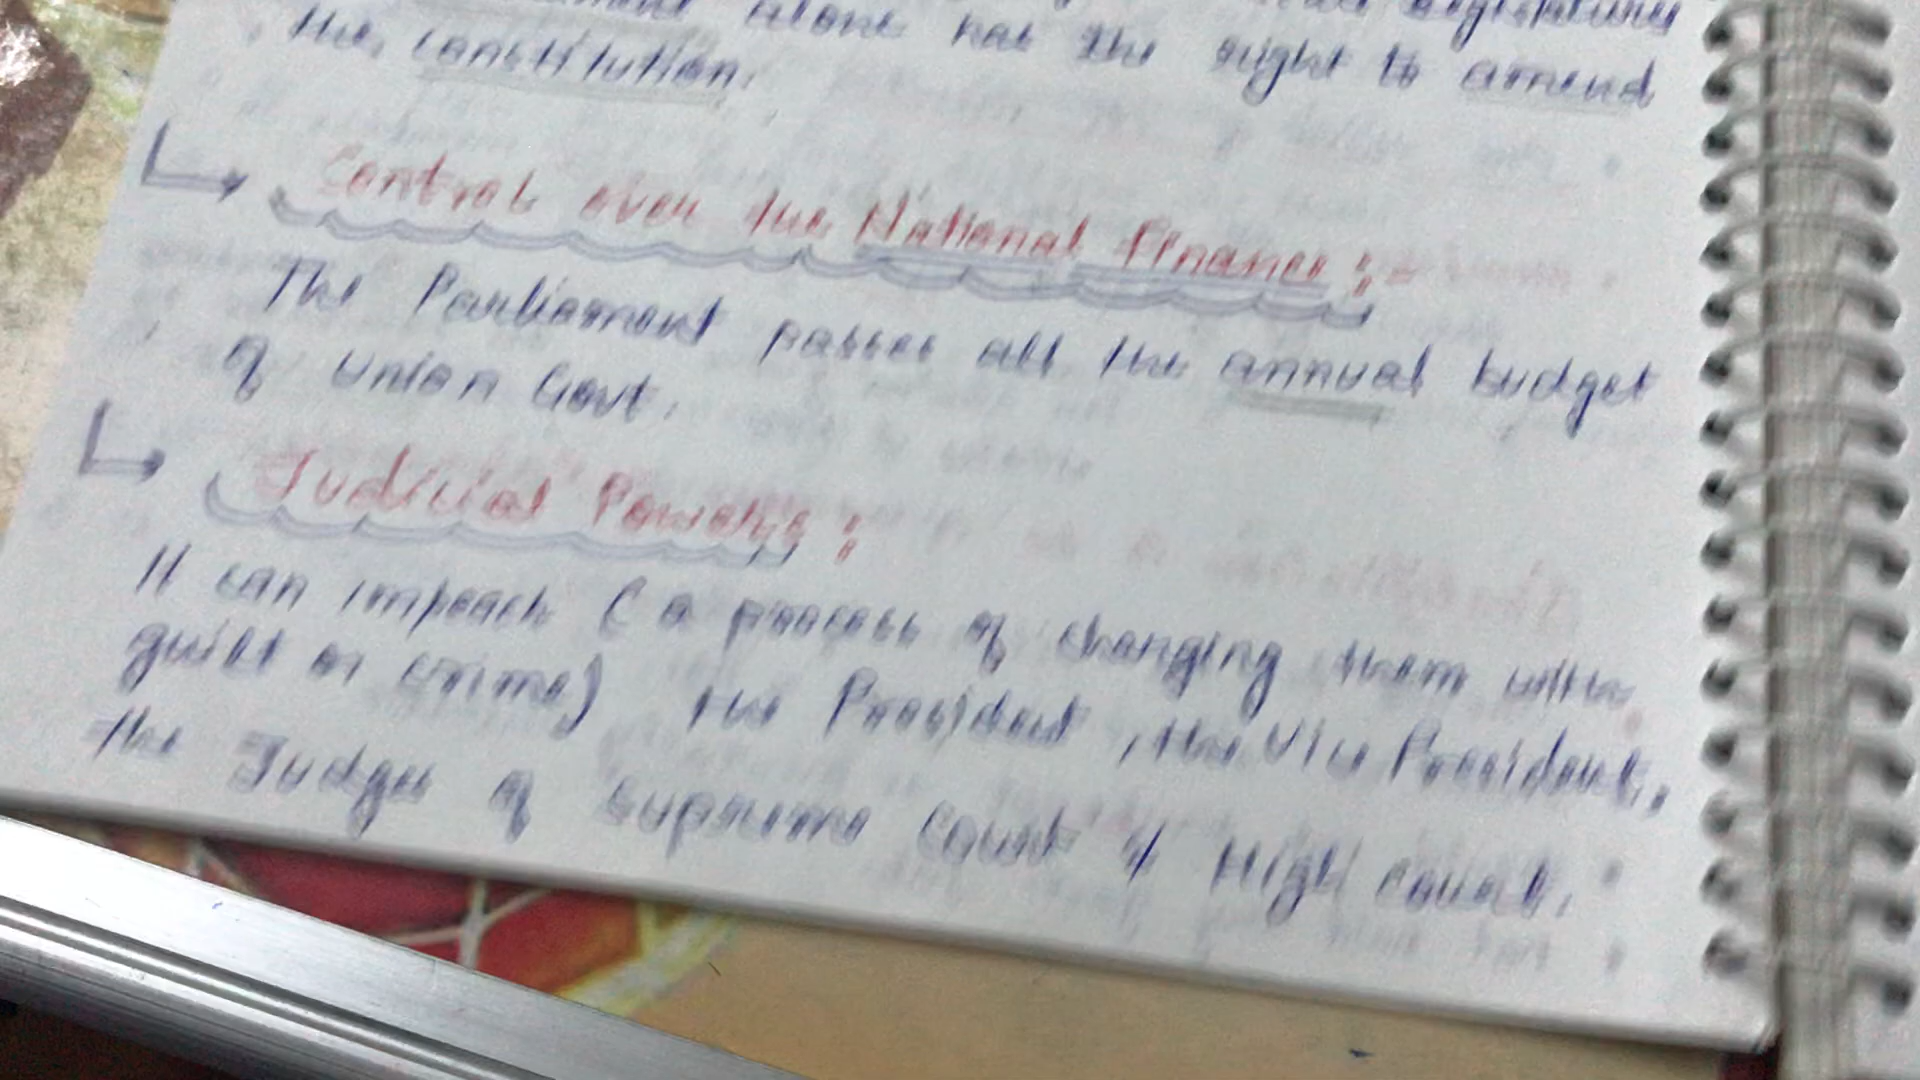 alone has the right to amend
the constitution.
Control over the National Finance :
The Parliament passes all the annual budget
of Union Govt.
Judicial Powers :
It can impeach ( a process of changing them with
guilt or crime) the President, the Vice President,
the Judges of Supreme Court & High Court.